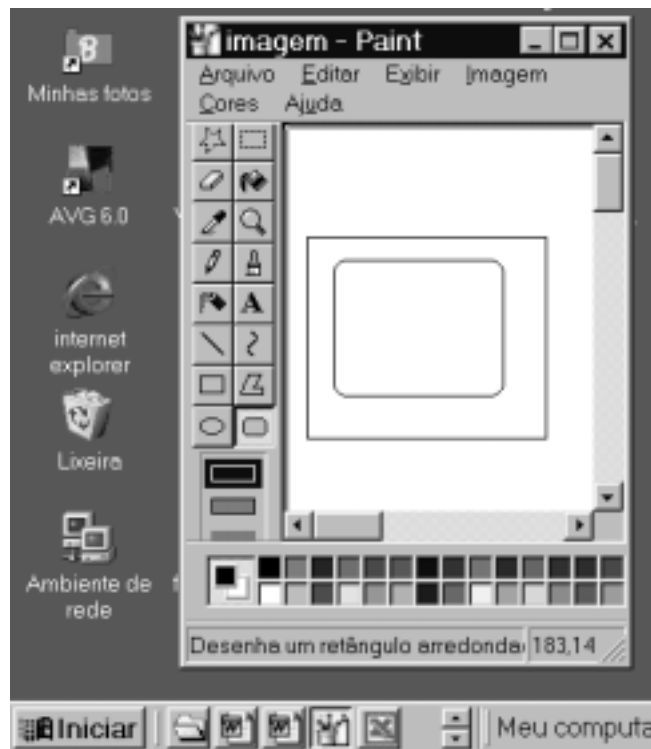 imagem - Paint
Arquivo Editar Exibir Imagem
Cores Ajuda
Minhas fotos
AVG 6.0
internet
explorer
Lixeira
Ambiente de
rede
A
Desenha um retângulo arredonda
183,14
Iniciar
Meu computa